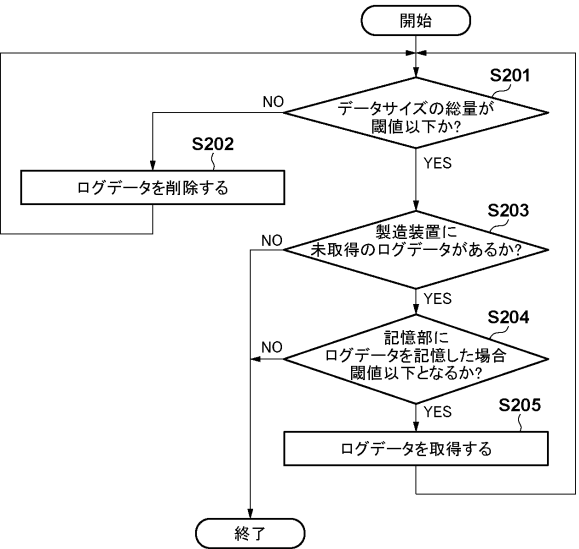 開始
S201
データサイズの総量が
閾値以下か?
NO
YES
S202
ログデータを削除する
S203
製造装置に
未取得のログデータがあるか?
NO
YES
S204
記憶部に
ログデータを記憶した場合
閾値以下となるか?
NO
YES
S205
ログデータを取得する
終了